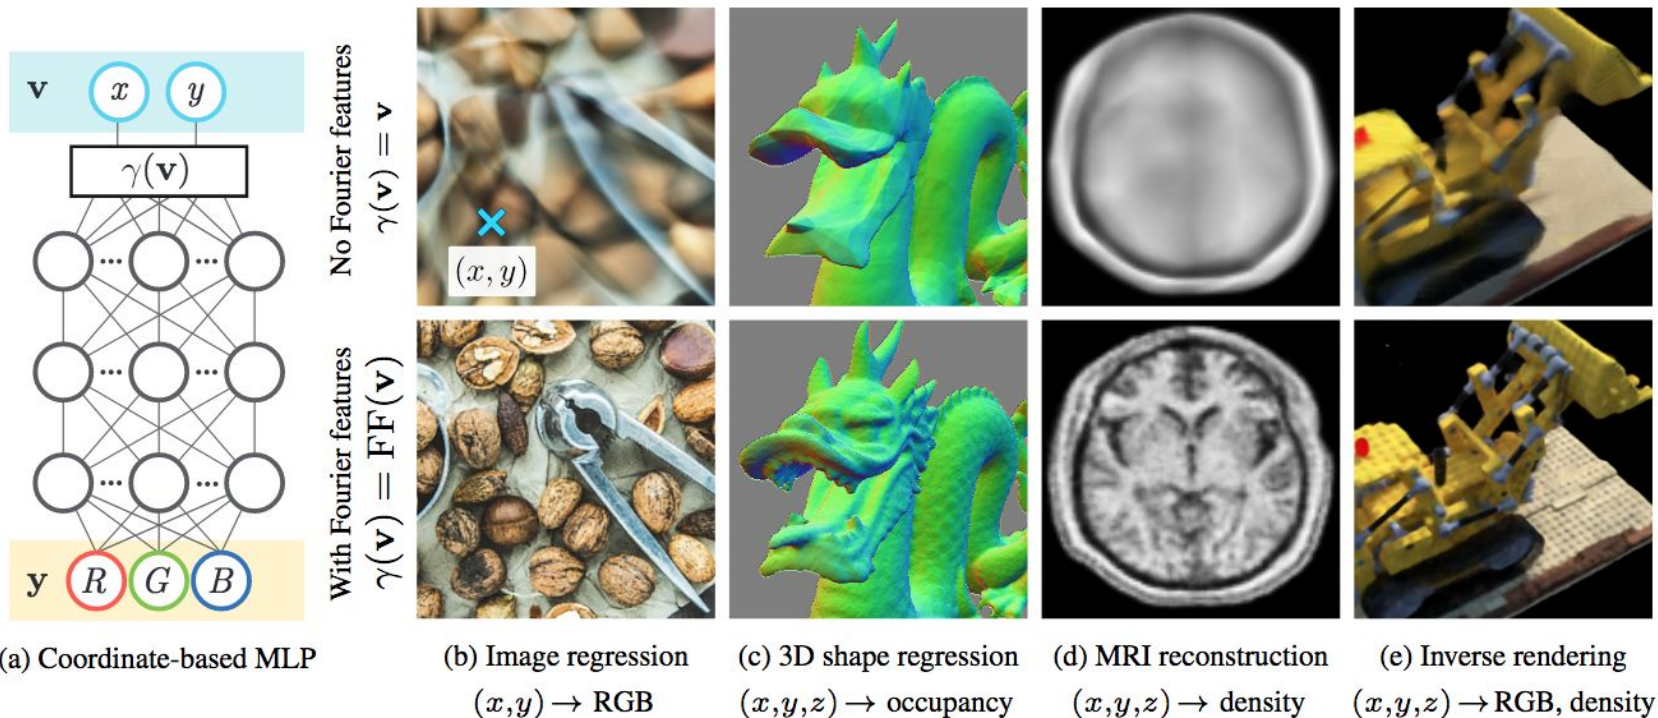 v
x y
γ(v)
... ...
... ...
... ...
y R G B
(a) Coordinate-based MLP
No Fourier features
γ(v) = v
With Fourier features
γ(v) = FF(v)
(x, y)
(b) Image regression
(x,y) → RGB
(c) 3D shape regression
(x,y,z) → occupancy
(d) MRI reconstruction
(x,y,z) → density
(e) Inverse rendering
(x,y,z) → RGB, density